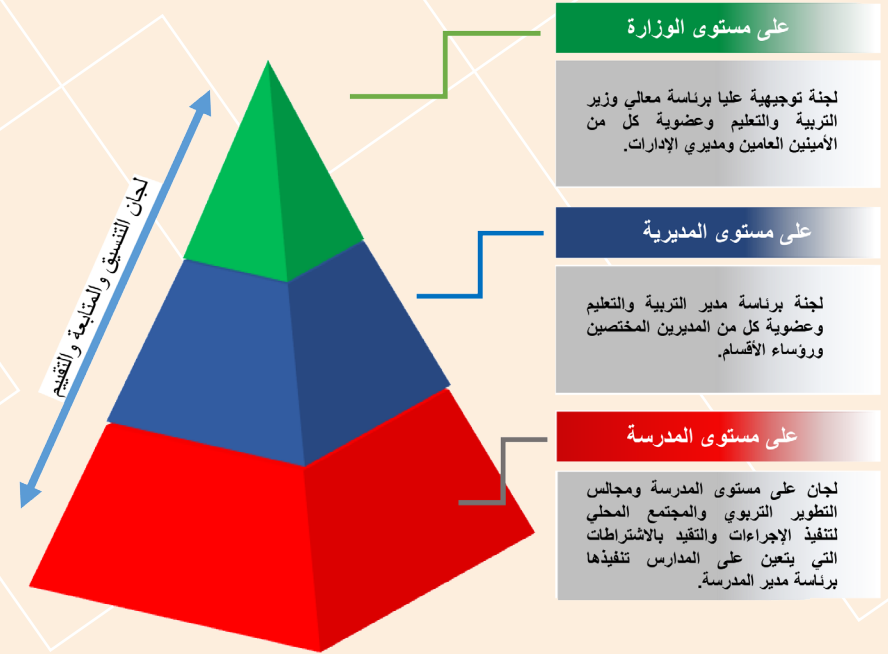 على مستوى الوزارة
لجنة توجيهية عليا برئاسة معالي وزير
التربية والتعليم وعضوية كل من
الأمينين العامين ومديري الإدارات.
على مستوى المديرية
لجنة برئاسة مدير التربية والتعليم
وعضوية كل من المديرين المختصين
ورؤساء الأقسام.
على مستوى المدرسة
لجان على مستوى المدرسة ومجالس
التطوير التربوي والمجتمع المحلي
لتنفيذ الإجراءات والتقيد بالاشتراطات
التي يتعين على المدارس تنفيذها
برئاسة مدير المدرسة.
لجان التنسيق والمتابعة والتقييم